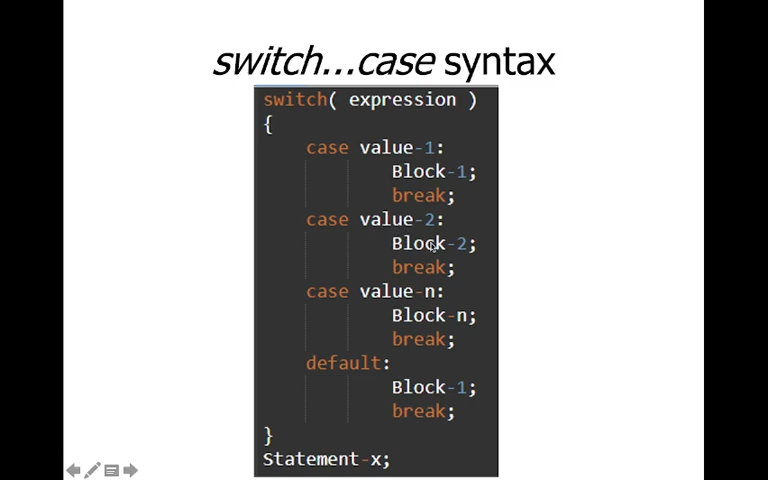 switch...case syntax
switch( expression )
{
case value-1:
Block-1;
break;
case value-2:
Block-2;
break;
case value-n:
Block-n;
break;
default:
Block-1;
break;
}
Statement-x;